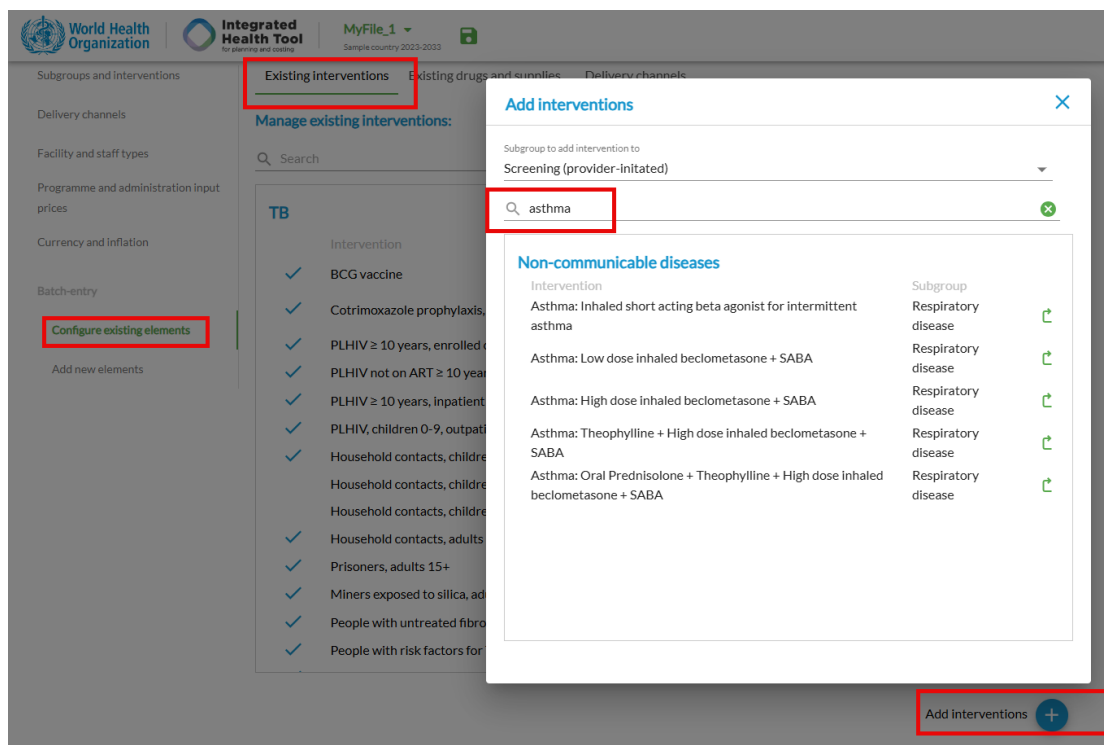 World Health
Organization
Integrated
Health Tool
for planning and costing
MyFile_1
Sample country 2023-2033
Subgroups and interventions
Delivery channels
Facility and staff types
Programme and administration input
prices
Currency and inflation
Batch-entry
Configure existing elements
Add new elements
Existing interventions
Existing drugs and supplies
Delivery channels
Manage existing interventions:
Search
TB
Intervention
BCG vaccine
Cotrimoxazole prophylaxis,
PLHIV ≥ 10 years, enrolled
PLHIV not on ART ≥ 10 year
PLHIV ≥ 10 years, inpatient
PLHIV, children 0-9, outpati
Household contacts, childre
Household contacts, childre
Household contacts, childre
Household contacts, adults
Prisoners, adults 15+
Miners exposed to silica, adu
People with untreated fibro
People with risk factors for
Add interventions
Subgroup to add intervention to
Screening (provider-initated)
asthma
Non-communicable diseases
Intervention Subgroup
Asthma: Inhaled short acting beta agonist for intermittent
asthma
Respiratory
disease
Asthma: Low dose inhaled beclometasone + SABA
Respiratory
disease
Asthma: High dose inhaled beclometasone + SABA
Respiratory
disease
Asthma: Theophylline + High dose inhaled beclometasone +
SABA
Respiratory
disease
Asthma: Oral Prednisolone + Theophylline + High dose inhaled
beclometasone + SABA
Respiratory
disease
Add interventions